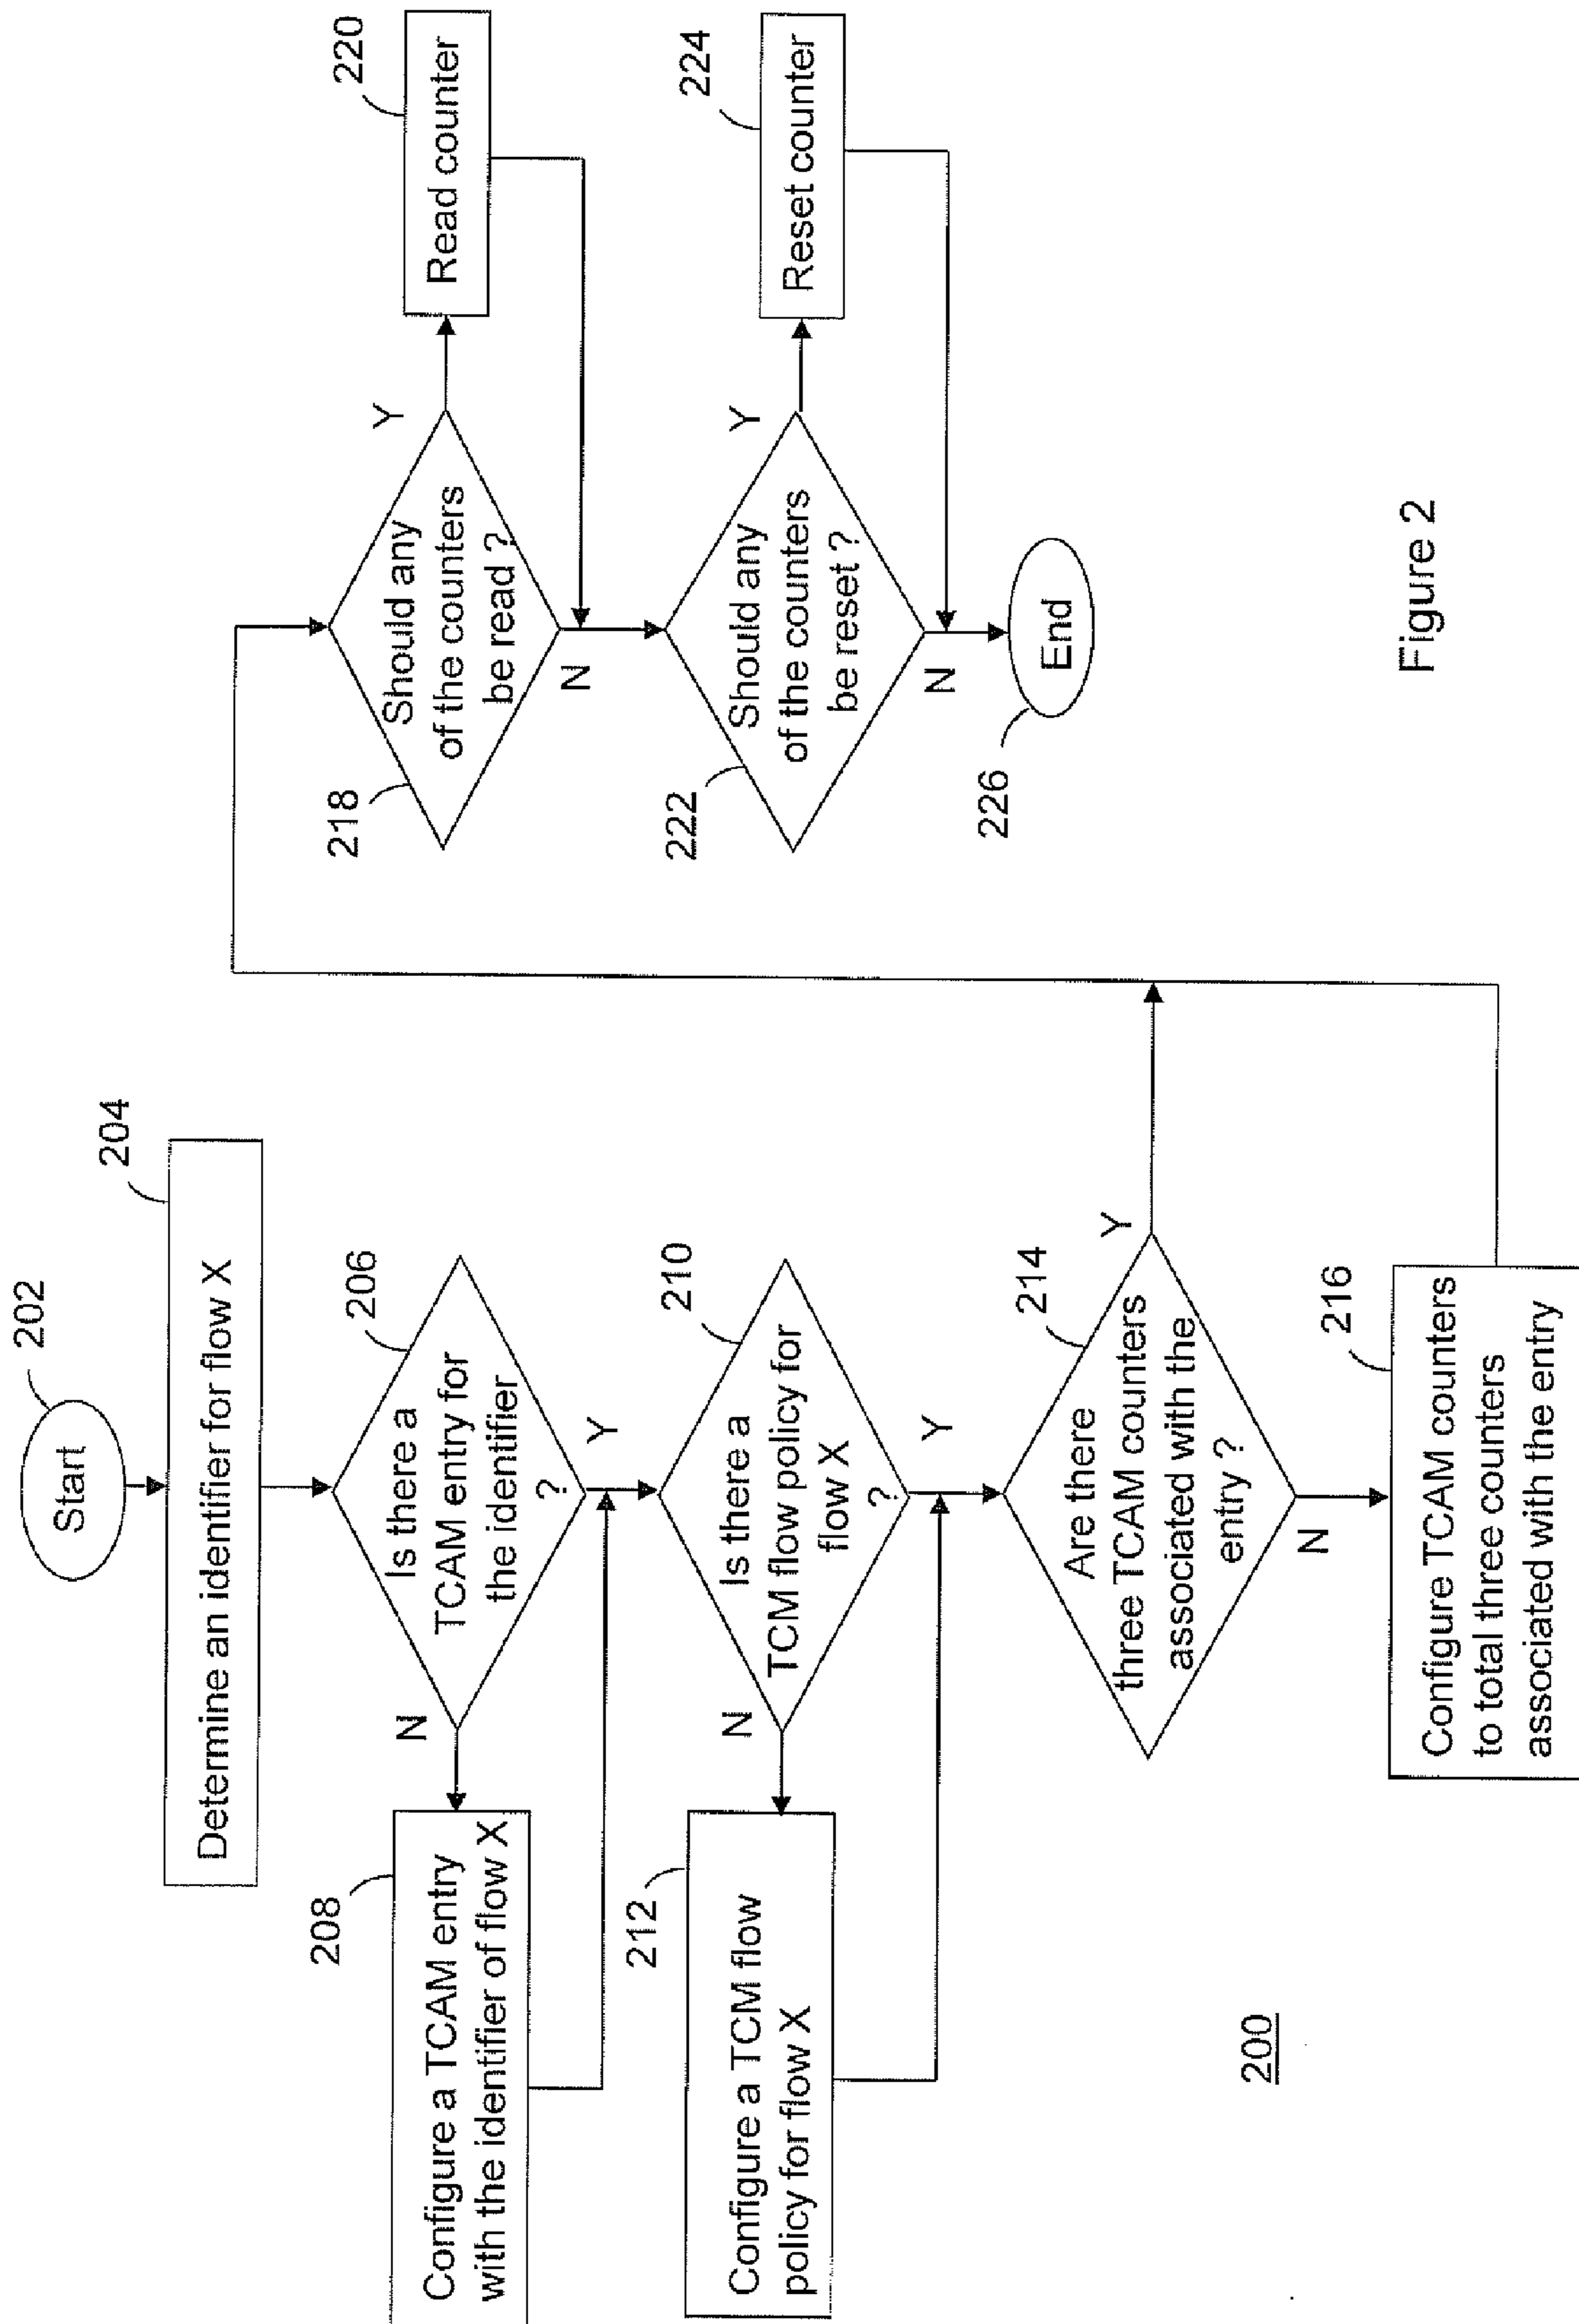 202
Start
204
Determine an identifier for flow X
206
Is there a
TCAM entry for
the identifier
?
N
Y
208
Configure a TCAM entry
with the identifier of flow X
210
Is there a
TCM flow policy for
flow X
?
N
Y
212
Configure a TCM flow
policy for flow X
214
Are there
three TCAM counters
associated with the
entry ?
Y
N
216
Configure TCAM counters
to total three counters
associated with the entry
218
Should any
of the counters
be read ?
Y
N
220
Read counter
222
Should any
of the counters
be reset ?
Y
N
224
Reset counter
226
End
200
Figure 2